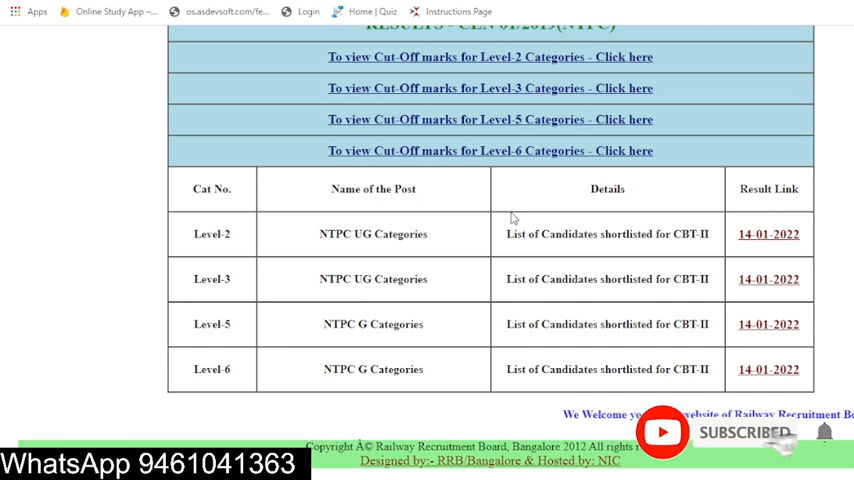 Apps Online Study App –... os.asdevsoft.com/fe... Login Home | Quiz Instructions Page
RESULTS - CEN 01/2019(NTPC)
To view Cut-Off marks for Level-2 Categories - Click here
To view Cut-Off marks for Level-3 Categories - Click here
To view Cut-Off marks for Level-5 Categories - Click here
To view Cut-Off marks for Level-6 Categories - Click here
Cat No. Name of the Post Details Result Link
Level-2 NTPC UG Categories List of Candidates shortlisted for CBT-II 14-01-2022
Level-3 NTPC UG Categories List of Candidates shortlisted for CBT-II 14-01-2022
Level-5 NTPC G Categories List of Candidates shortlisted for CBT-II 14-01-2022
Level-6 NTPC G Categories List of Candidates shortlisted for CBT-II 14-01-2022
We Welcome website of Railway Recruitment
SUBSCRIBED
Copyright Â© Railway Recruitment Board, Bangalore 2012 All rights
Designed by:- RRB/Bangalore & Hosted by: NIC
WhatsApp 9461041363